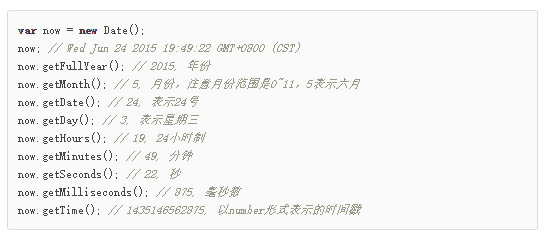 var now = new Date();
now; // Wed Jun 24 2015 19:49:22 GMT+0800 (CST)
now.getFullYear(); // 2015, 年份
now.getMonth(); // 5, 月份，注意月份范围是0~11，5表示六月
now.getDate(); // 24, 表示24号
now.getDay(); // 3, 表示星期三
now.getHours(); // 19, 24小时制
now.getMinutes(); // 49, 分钟
now.getSeconds(); // 22, 秒
now.getMilliseconds(); // 875, 毫秒数
now.getTime(); // 1435146562875, 以number形式表示的时间戳